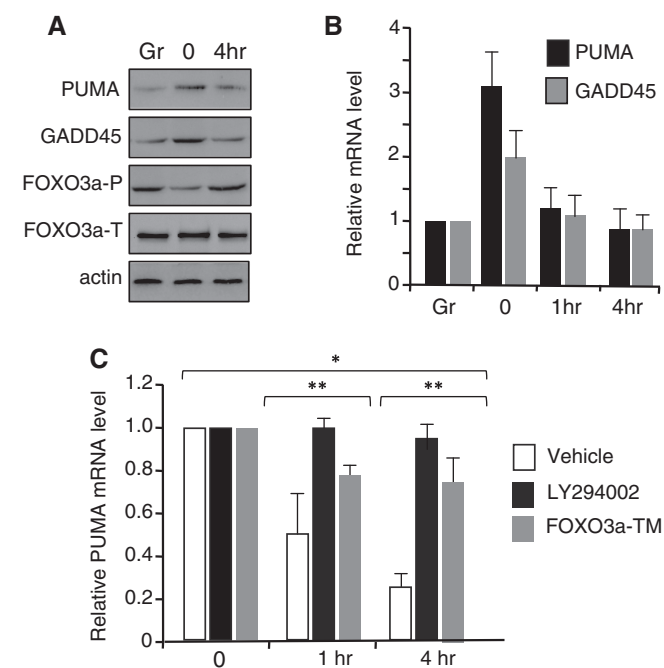 A
Gr 0 4hr
PUMA
GADD45
FOXO3a-P
FOXO3a-T
actin
B
Relative mRNA level
4
3
2
1
0
PUMA
GADD45
Gr 0 1hr 4hr
C
Relative PUMA mRNA level
1.2
1.0
0.8
0.6
0.4
0.2
0
*
** **
Vehicle
LY294002
FOXO3a-TM
0 1 hr 4 hr